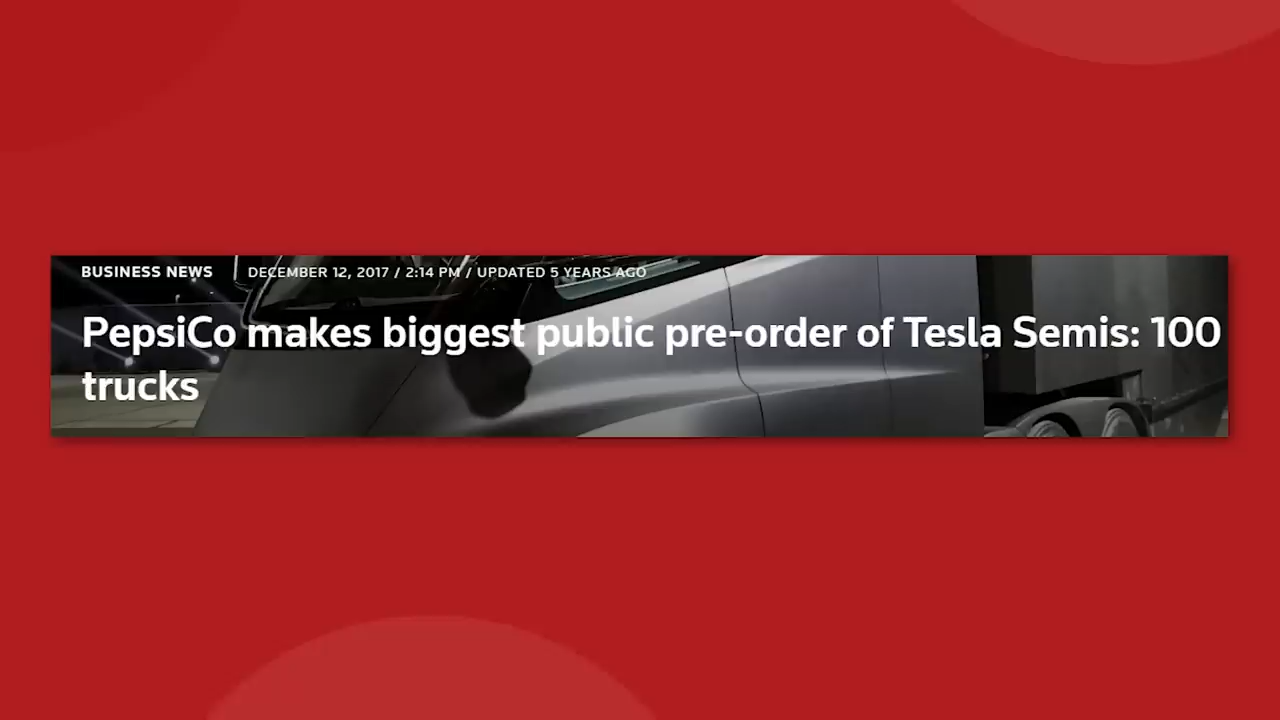 BUSINESS NEWS DECEMBER 12, 2017 / 2:14 PM / UPDATED 5 YEARS AGO
PepsiCo makes biggest public pre-order of Tesla Semis: 100
trucks